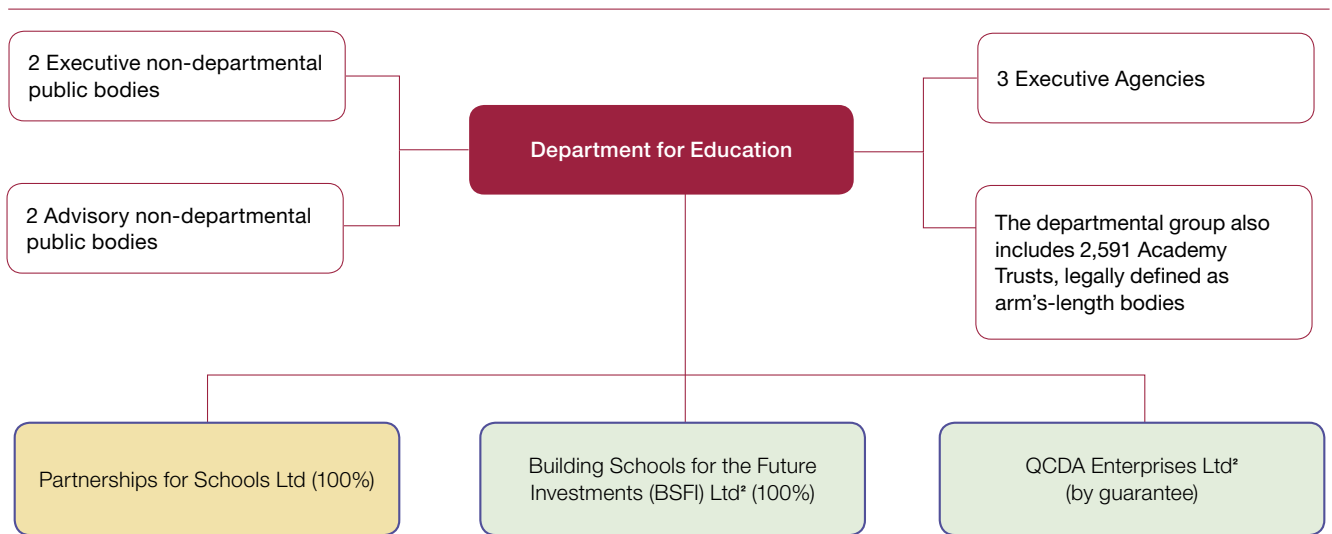 2 Executive non-departmental
public bodies
3 Executive Agencies
Department for Education
2 Advisory non-departmental
public bodies
The departmental group also
includes 2,591 Academy
Trusts, legally defined as
arm’s-length bodies
Partnerships for Schools Ltd (100%)
Building Schools for the Future
Investments (BSFI) Ltd² (100%)
QCDA Enterprises Ltd²
(by guarantee)